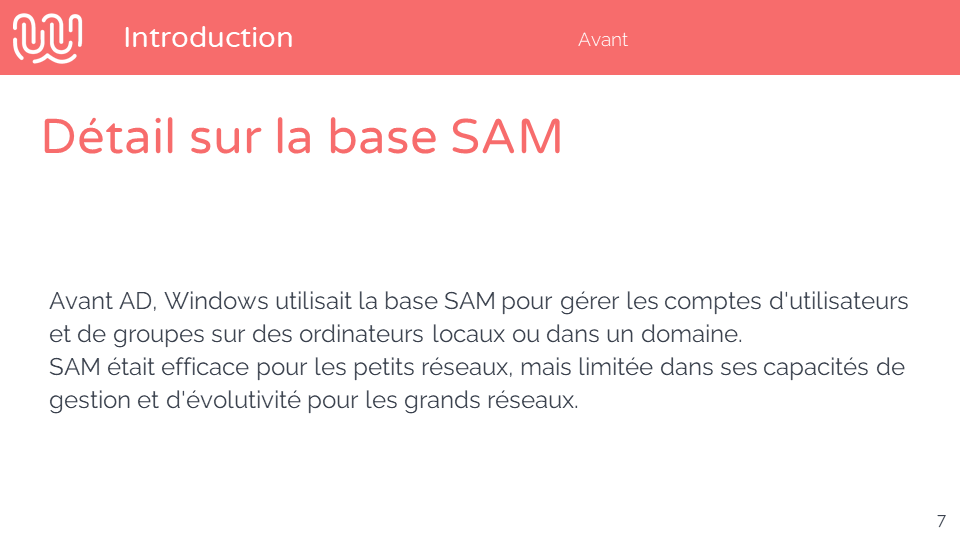 Introduction
Avant
Détail sur la base SAM
Avant AD, Windows utilisait la base SAM pour gérer les comptes d'utilisateurs
et de groupes sur des ordinateurs locaux ou dans un domaine.
SAM était efficace pour les petits réseaux, mais limitée dans ses capacités de
gestion et d'évolutivité pour les grands réseaux.
7